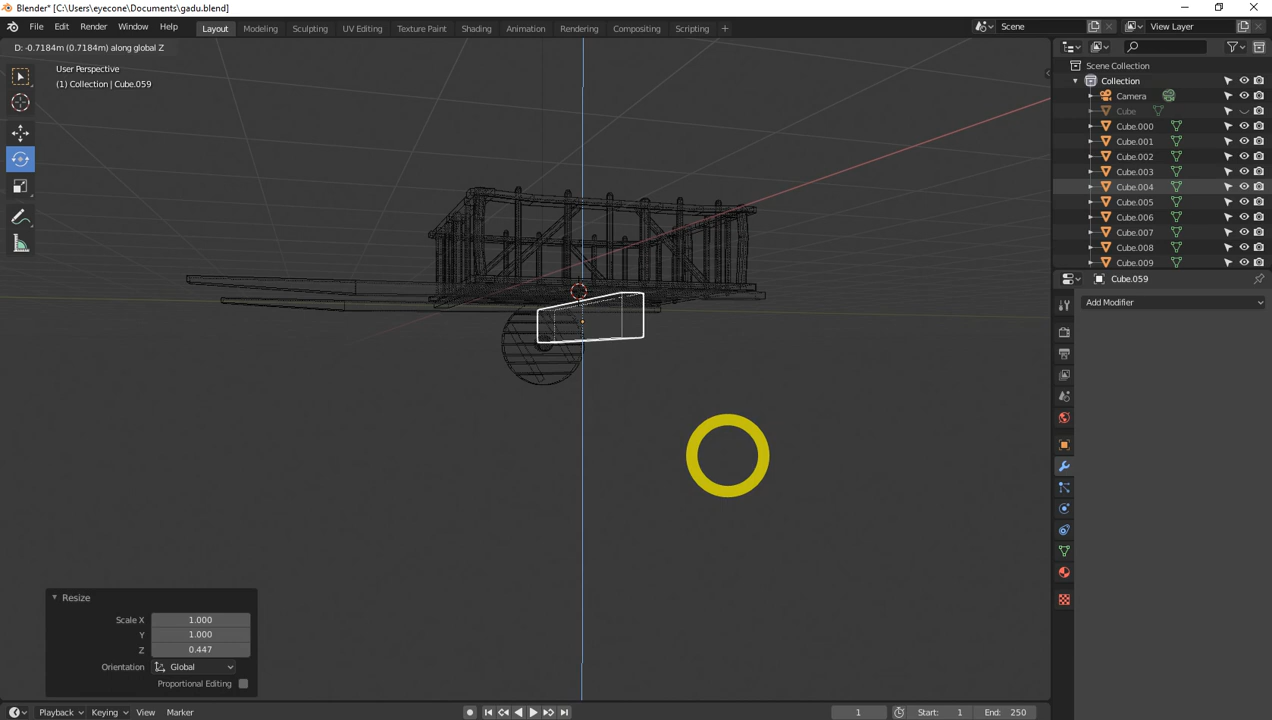 Blender* [C:\Users\eyecone\Documents\gadu.blend]
File Edit Render Window Help Layout Modeling Sculpting UV Editing Texture Paint Shading Animation Rendering Compositing Scripting + Scene View Layer
D: -0.7184m (0.7184m) along global Z
User Perspective
(1) Collection | Cube.059
Scene Collection
Collection
Camera
Cube
Cube.000
Cube.001
Cube.002
Cube.003
Cube.004
Cube.005
Cube.006
Cube.007
Cube.008
Cube.009
Cube.059
Add Modifier
Resize
Scale X 1.000
Y 1.000
Z 0.447
Orientation Global
Proportional Editing
Playback Keying View Marker 1 Start: 1 End: 250